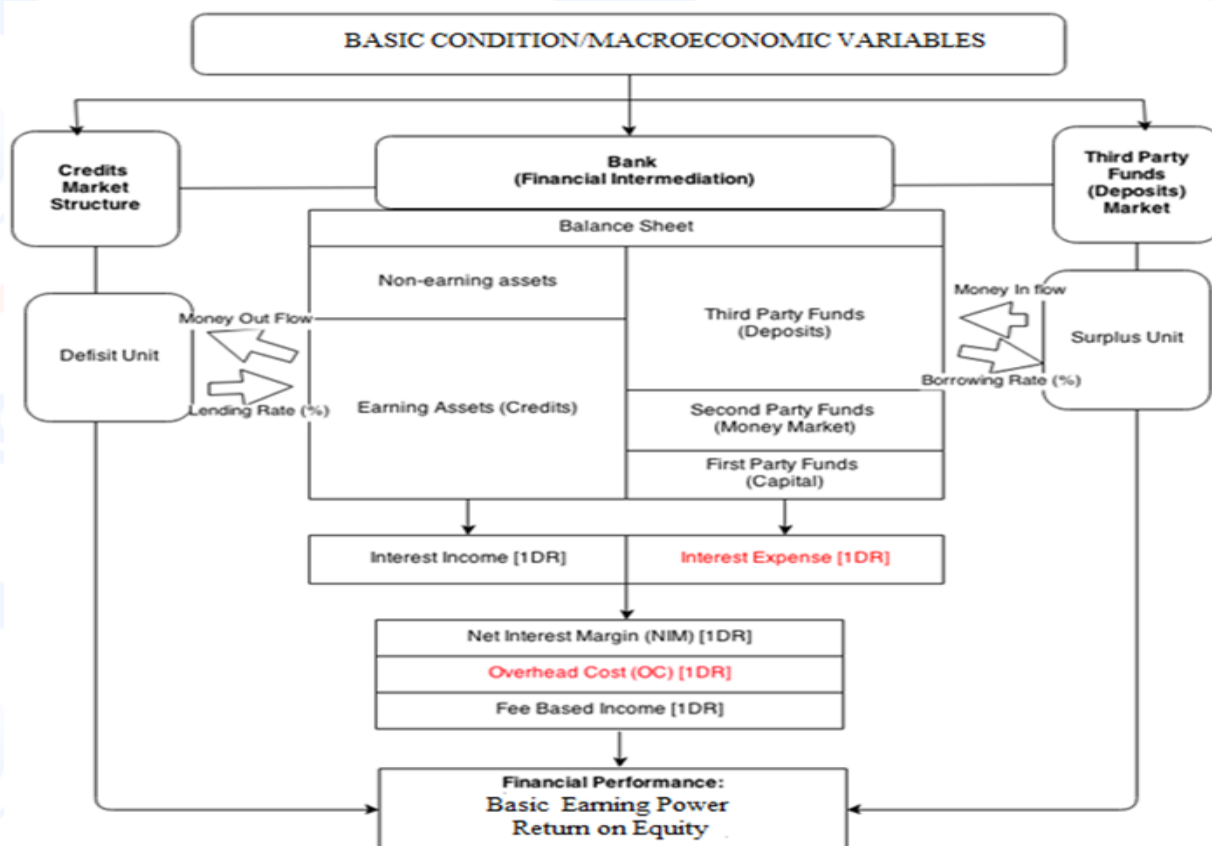 BASIC CONDITION/MACROECONOMIC VARIABLES
Credits
Market
Structure
Bank
(Financial Intermediation)
Third Party
Funds
(Deposits)
Market
Balance Sheet
Non-earning assets
Third Party Funds
(Deposits)
Money Out Flow
Defisit Unit
Lending Rate (%)
Earning Assets (Credits)
Money In flow
Surplus Unit
Borrowing Rate (%)
Second Party Funds
(Money Market)
First Party Funds
(Capital)
Interest Income [1DR]
Interest Expense [1DR]
Net Interest Margin (NIM) [1DR]
Overhead Cost (OC) [1DR]
Fee Based Income [1DR]
Financial Performance:
Basic Earning Power
Return on Equity